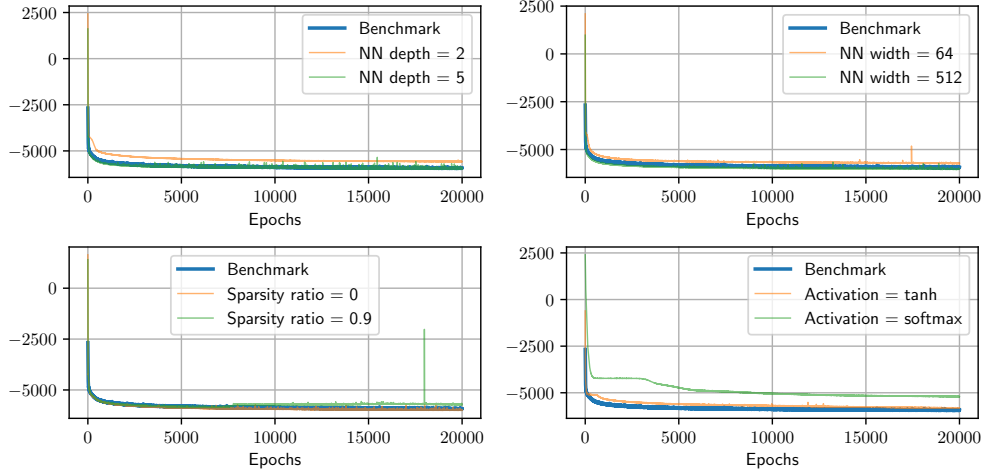 2500
0
−2500
−5000
0 5000 10000 15000 20000
Epochs
Benchmark
NN depth = 2
NN depth = 5
2500
0
−2500
−5000
0 5000 10000 15000 20000
Epochs
Benchmark
NN width = 64
NN width = 512
0
−2500
−5000
0 5000 10000 15000 20000
Epochs
Benchmark
Sparsity ratio = 0
Sparsity ratio = 0.9
2500
0
−2500
−5000
0 5000 10000 15000 20000
Epochs
Benchmark
Activation = tanh
Activation = softmax